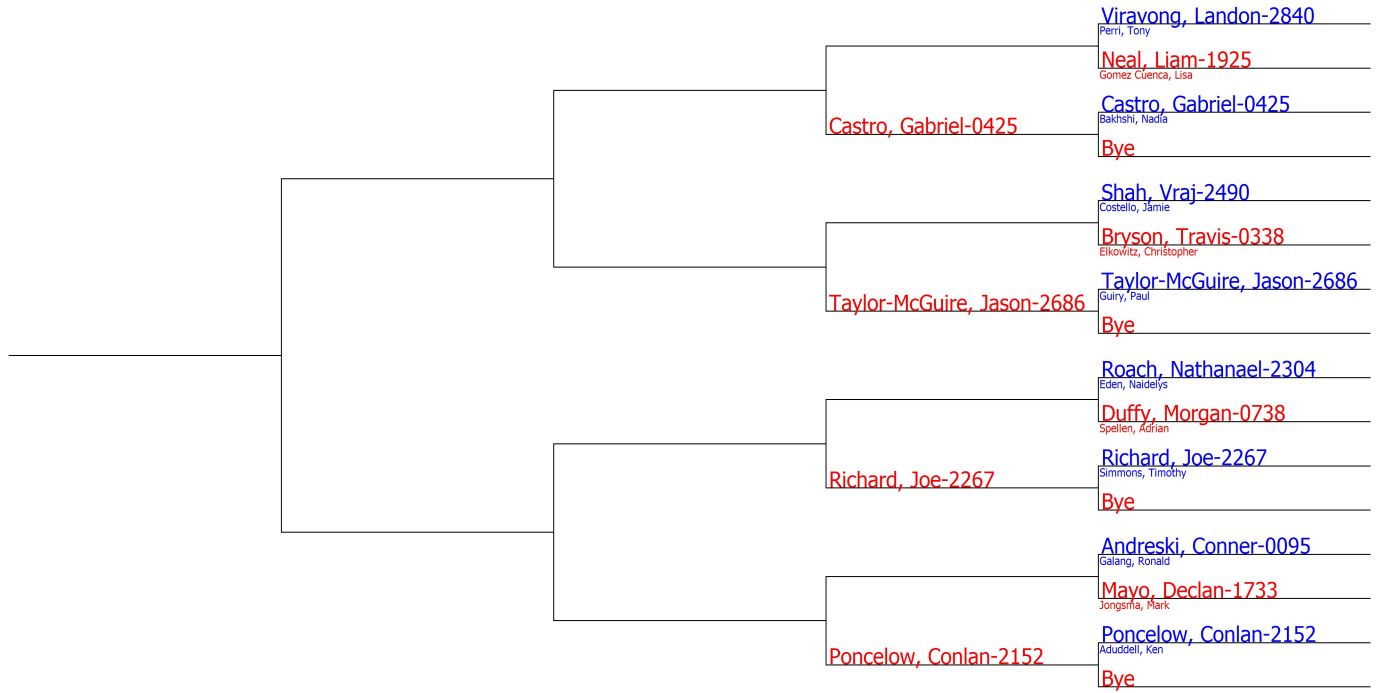 Viravong, Landon-2840
Perri, Tony
Neal, Liam-1925
Gomez Cuenca, Lisa
Castro, Gabriel-0425
Castro, Gabriel-0425
Bakhshi, Nadia
Bye
Shah, Vraj-2490
Costello, Jamie
Bryson, Travis-0338
Elkowitz, Christopher
Taylor-McGuire, Jason-2686
Taylor-McGuire, Jason-2686
Guiry, Paul
Bye
Roach, Nathanael-2304
Eden, Naidelys
Duffy, Morgan-0738
Spellen, Adrian
Richard, Joe-2267
Richard, Joe-2267
Simmons, Timothy
Bye
Andreski, Conner-0095
Galang, Ronald
Mayo, Declan-1733
Jongsma, Mark
Poncelow, Conlan-2152
Poncelow, Conlan-2152
Aduddell, Ken
Bye